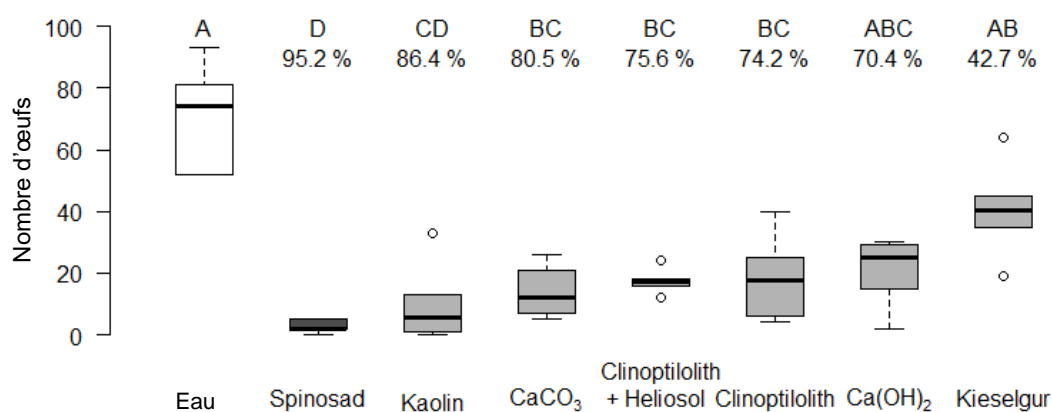 Nombre d'œufs
100
80
60
40
20
0
A D CD BC BC BC ABC AB
95.2 % 86.4 % 80.5 % 75.6 % 74.2 % 70.4 % 42.7 %
Eau Spinosad Kaolin CaCO₃ Clinoptilolith
+ Heliosol Clinoptilolith Ca(OH)₂ Kieselgur